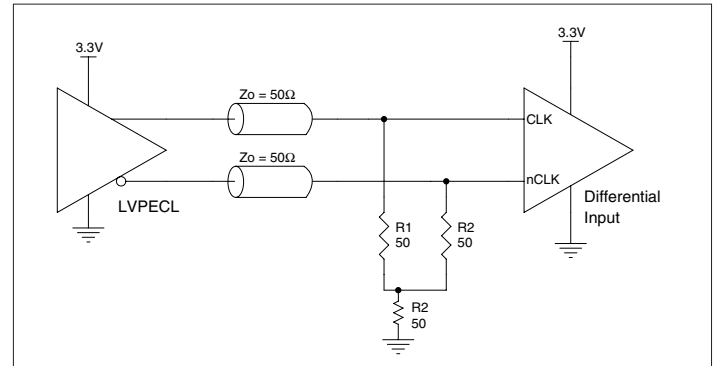 3.3V
3.3V
Zo = 50Ω
CLK
Zo = 50Ω
nCLK
LVPECL
Differential
Input
R1
50
R2
50
R2
50